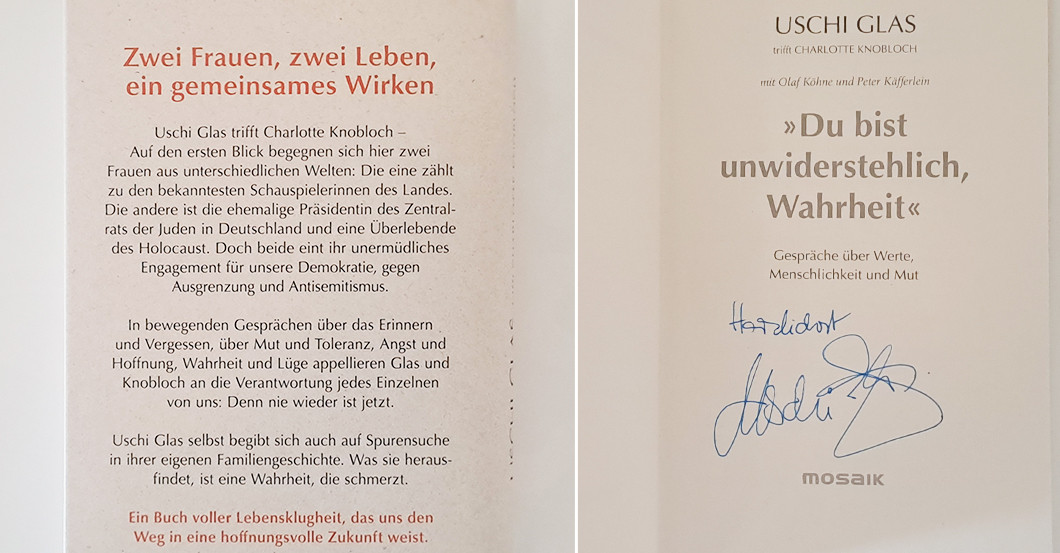 Zwei Frauen, zwei Leben,
ein gemeinsames Wirken
Uschi Glas trifft Charlotte Knobloch –
Auf den ersten Blick begegnen sich hier zwei
Frauen aus unterschiedlichen Welten: Die eine zählt
zu den bekanntesten Schauspielerinnen des Landes.
Die andere ist die ehemalige Präsidentin des Zentral-
rats der Juden in Deutschland und eine Überlebende
des Holocaust. Doch beide eint ihr unermüdliches
Engagement für unsere Demokratie, gegen
Ausgrenzung und Antisemitismus.
In bewegenden Gesprächen über das Erinnern
und Vergessen, über Mut und Toleranz, Angst und
Hoffnung, Wahrheit und Lüge appellieren Glas und
Knobloch an die Verantwortung jedes Einzelnen
von uns: Denn nie wieder ist jetzt.
Uschi Glas selbst begibt sich auch auf Spurensuche
in ihrer eigenen Familiengeschichte. Was sie heraus-
findet, ist eine Wahrheit, die schmerzt.
Ein Buch voller Lebensklugheit, das uns den
Weg in eine hoffnungsvolle Zukunft weist.
USCHI GLAS
trifft CHARLOTTE KNOBLOCH
mit Olaf Köhne und Peter Käfferlein
»Du bist
unwiderstehlich,
Wahrheit«
Gespräche über Werte,
Menschlichkeit und Mut
Uschi Glas
mosaik